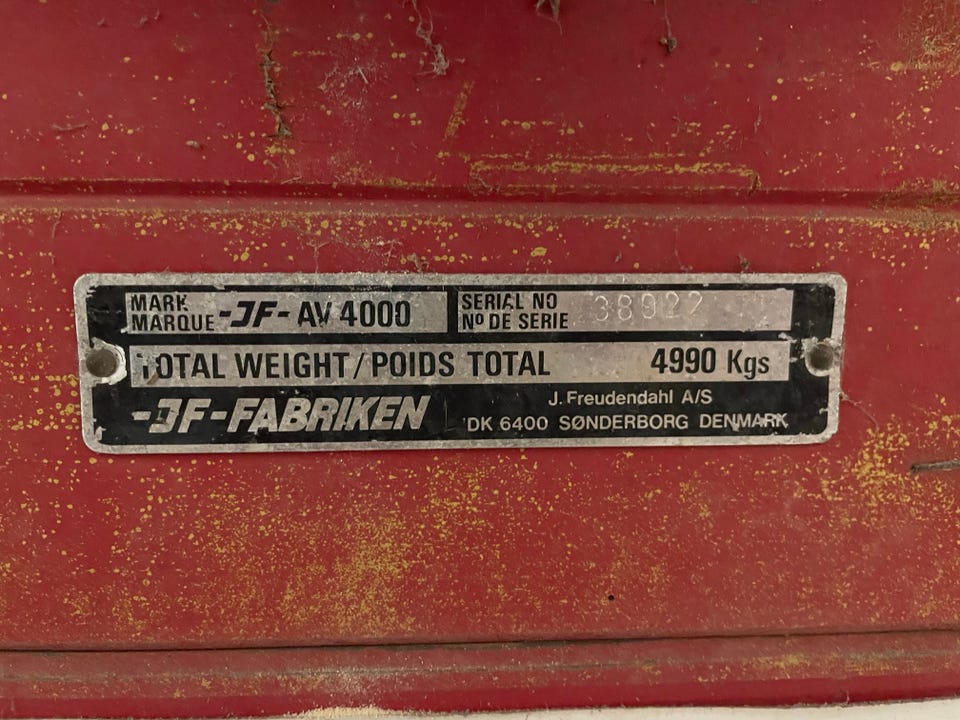 MARK
MARQUE -JF- AV 4000
SERIAL NO
Nº DE SERIE 38922
TOTAL WEIGHT/POIDS TOTAL 4990 Kgs
-JF-FABRIKEN
J. Freudendahl A/S
DK 6400 SØNDERBORG DENMARK